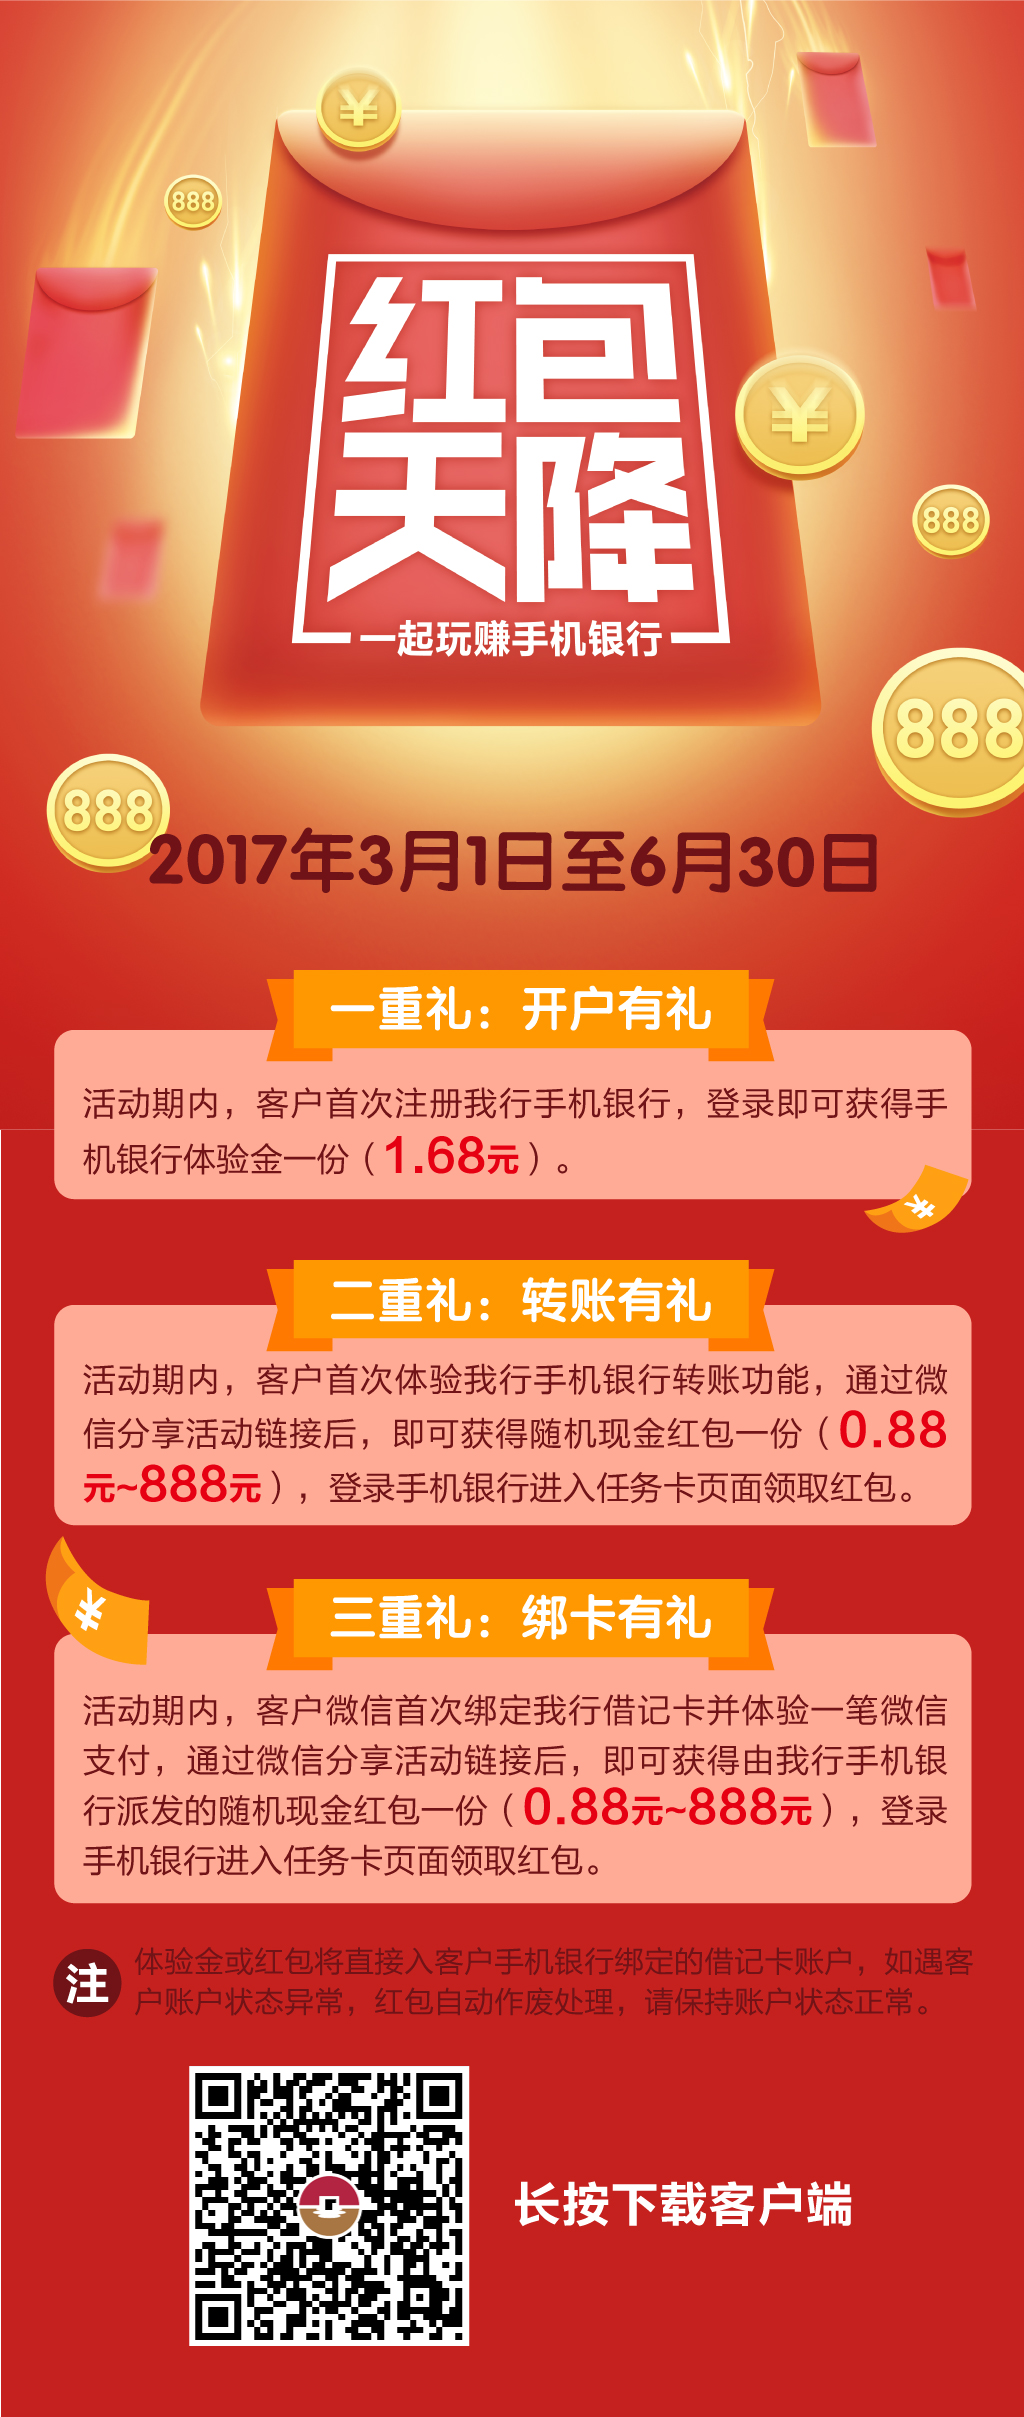 ¥
888
红包
天降
¥
888
一起玩赚手机银行
888
888
2017年3月1日至6月30日
一重礼：开户有礼
活动期内，客户首次注册我行手机银行，登录即可获得手
机银行体验金一份（1.68元）。
¥
二重礼：转账有礼
活动期内，客户首次体验我行手机银行转账功能，通过微
信分享活动链接后，即可获得随机现金红包一份（0.88
元~888元），登录手机银行进入任务卡页面领取红包。
¥
三重礼：绑卡有礼
活动期内，客户微信首次绑定我行借记卡并体验一笔微信
支付，通过微信分享活动链接后，即可获得由我行手机银
行派发的随机现金红包一份（0.88元~888元），登录
手机银行进入任务卡页面领取红包。
注
体验金或红包将直接入客户手机银行绑定的借记卡账户，如遇客
户账户状态异常，红包自动作废处理，请保持账户状态正常。
长按下载客户端